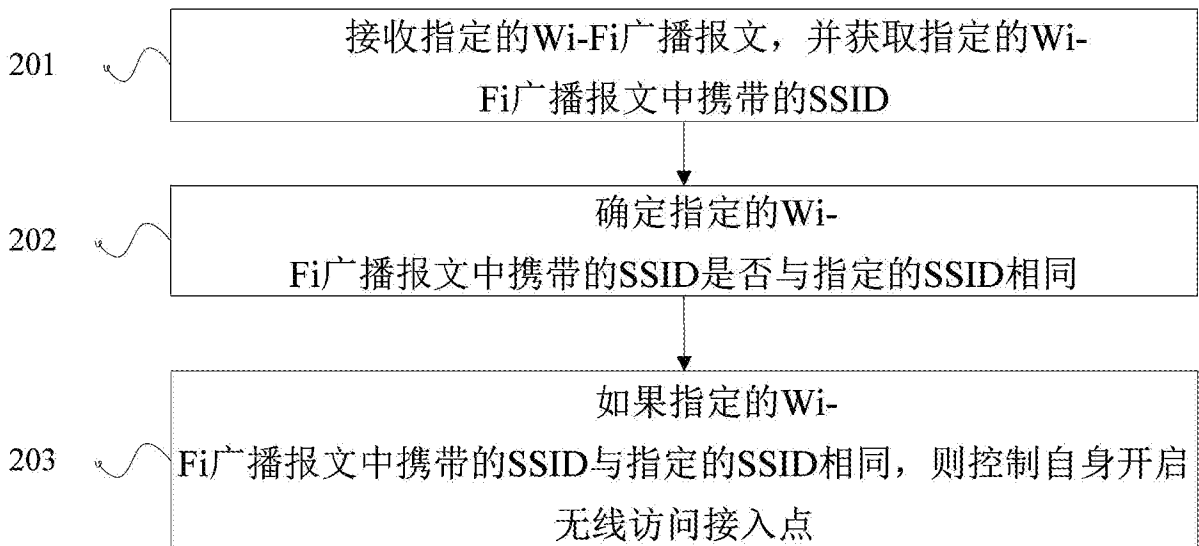 201
接收指定的Wi-Fi广播报文，并获取指定的Wi-
Fi广播报文中携带的SSID
202
确定指定的Wi-
Fi广播报文中携带的SSID是否与指定的SSID相同
203
如果指定的Wi-
Fi广播报文中携带的SSID与指定的SSID相同，则控制自身开启
无线访问接入点